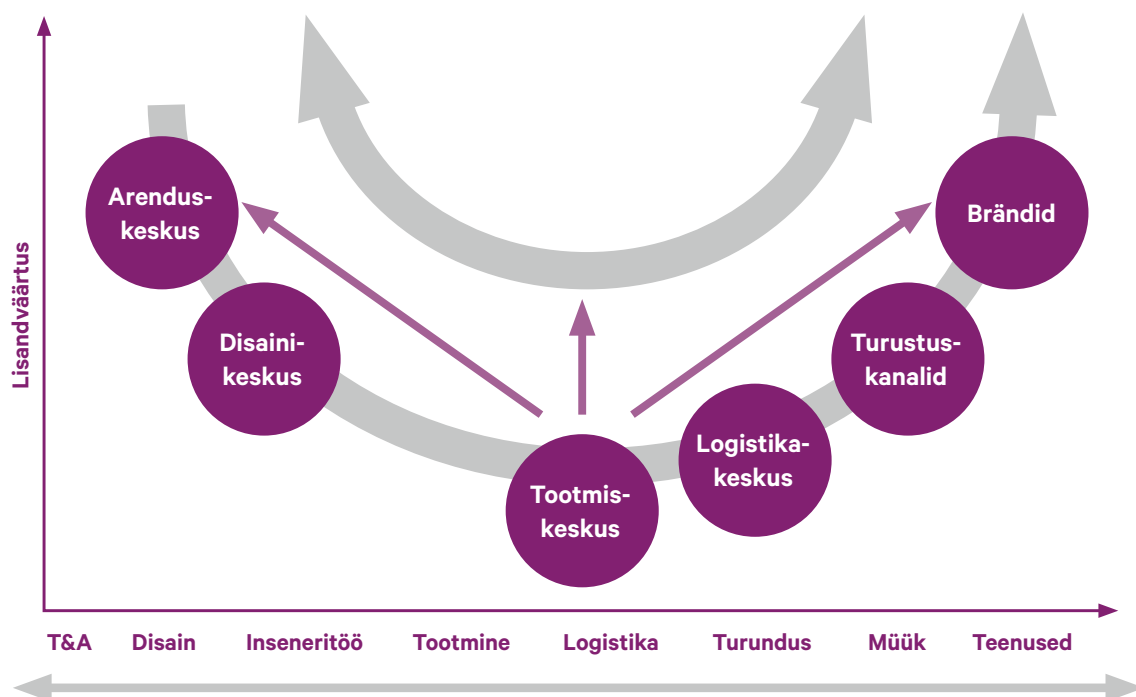 Lisandväärtus
Arendus-
keskus
Disaini-
keskus
Tootmis-
keskus
Logistika-
keskus
Turustus-
kanalid
Brändid
T&A Disain Inseneritöö Tootmine Logistika Turundus Müük Teenused